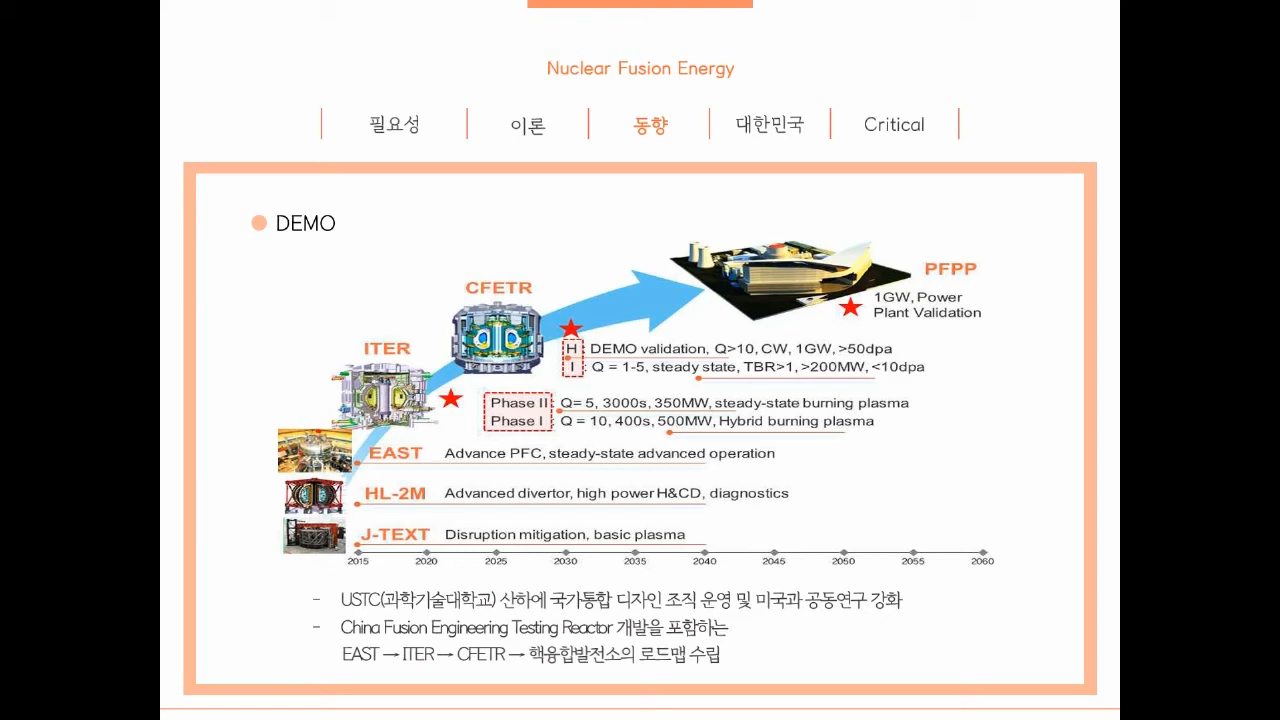 Nuclear Fusion Energy
필요성 이론 동향 대한민국 Critical
DEMO
PFPP
1GW, Power
Plant Validation
CFETR
H : DEMO validation, Q>10, CW, 1GW, >50dpa
I : Q = 1-5, steady state, TBR>1, >200MW, <10dpa
ITER
Phase II: Q= 5, 3000s, 350MW, steady-state burning plasma
Phase I : Q = 10, 400s, 500MW, Hybrid burning plasma
EAST Advance PFC, steady-state advanced operation
HL-2M Advanced divertor, high power H&CD, diagnostics
J-TEXT Disruption mitigation, basic plasma
2015 2020 2025 2030 2035 2040 2045 2050 2055 2060
- USTC(과학기술대학교) 산하에 국가통합 디자인 조직 운영 및 미국과 공동연구 강화
- China Fusion Engineering Testing Reactor 개발을 포함하는
EAST → ITER → CFETR → 핵융합발전소의 로드맵 수립